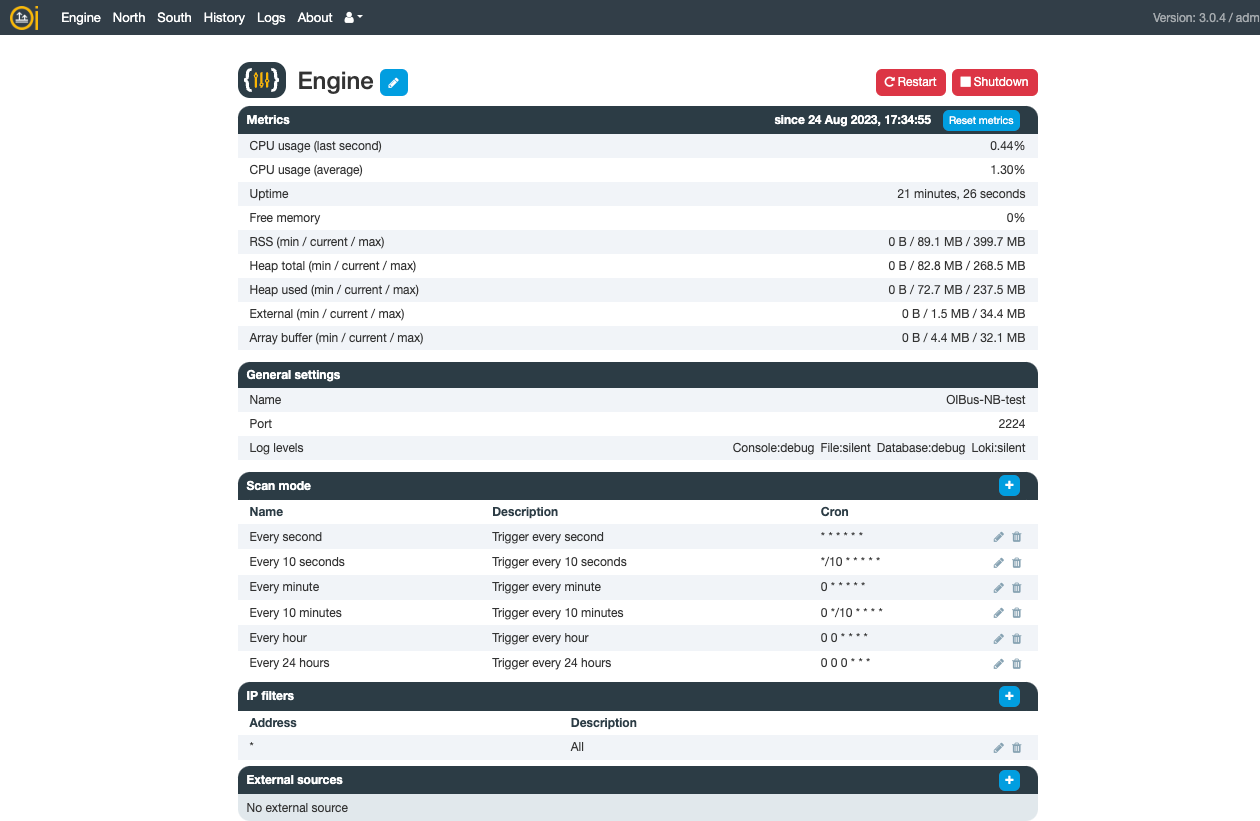 Engine North South History Logs About Version: 3.0.4 / adm
Engine Restart Shutdown
Metrics since 24 Aug 2023, 17:34:55 Reset metrics
CPU usage (last second) 0.44%
CPU usage (average) 1.30%
Uptime 21 minutes, 26 seconds
Free memory 0%
RSS (min / current / max) 0 B / 89.1 MB / 399.7 MB
Heap total (min / current / max) 0 B / 82.8 MB / 268.5 MB
Heap used (min / current / max) 0 B / 72.7 MB / 237.5 MB
External (min / current / max) 0 B / 1.5 MB / 34.4 MB
Array buffer (min / current / max) 0 B / 4.4 MB / 32.1 MB
General settings
Name OIBus-NB-test
Port 2224
Log levels Console:debug File:silent Database:debug Loki:silent
Scan mode +
Name Description Cron
Every second Trigger every second * * * * * *
Every 10 seconds Trigger every 10 seconds */10 * * * * *
Every minute Trigger every minute 0 * * * * *
Every 10 minutes Trigger every 10 minutes 0 */10 * * * *
Every hour Trigger every hour 0 0 * * * *
Every 24 hours Trigger every 24 hours 0 0 0 * * *
IP filters +
Address Description
* All
External sources +
No external source